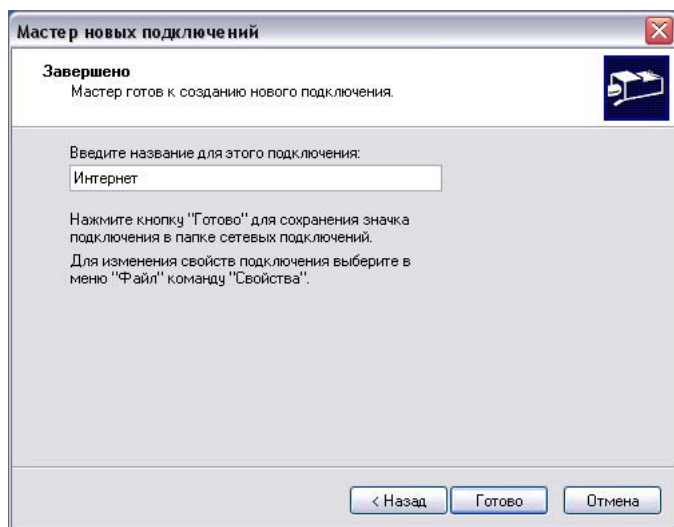 Мастер новых подключений
Завершено
Мастер готов к созданию нового подключения.
Введите название для этого подключения:
Интернет
Нажмите кнопку "Готово" для сохранения значка
подключения в папке сетевых подключений.
Для изменения свойств подключения выберите в
меню "Файл" команду "Свойства".
< Назад
Готово
Отмена